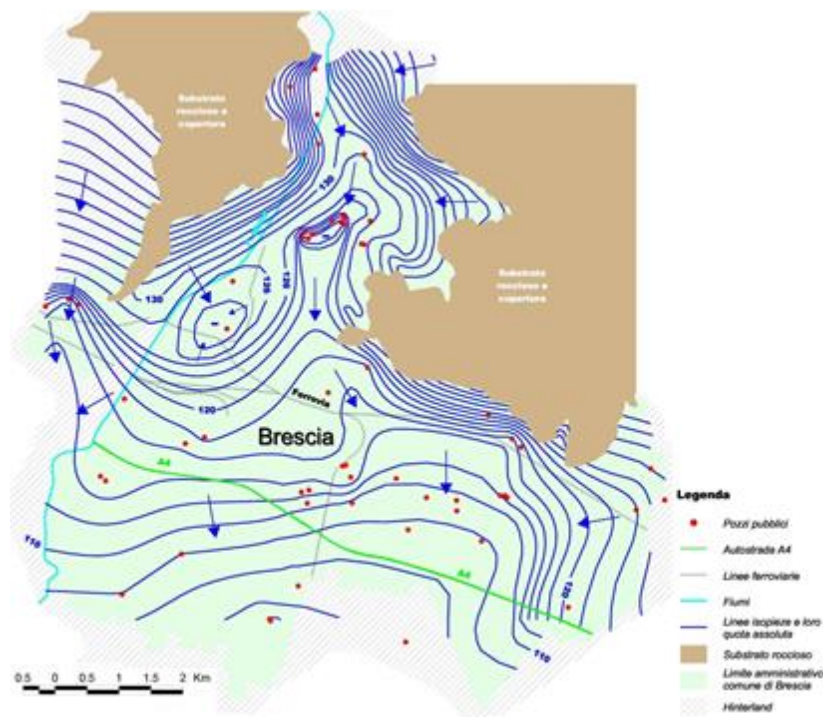 Substrato
roccioso e
copertura
130
126
120
130
Substrato
roccioso e
copertura
120
Ferrovia
Brescia
A4
110
A4
120
110
Legenda
Pozzi pubblici
Autostrada A4
Linee ferroviarie
Fiumi
Linee isopieze e loro
quota assoluta
Substrato roccioso
Limite amministrativo
comune di Brescia
Hinterland
0.5 0 0.5 1 1.5 2 Km